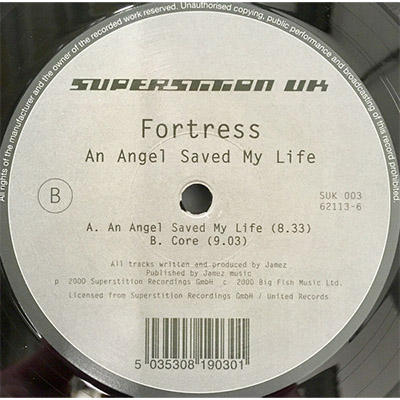 All rights of the manufacturer and the owner of the recorded work reserved. Unauthorised copying, public performance and broadcasting of this record prohibited.
SUPERSTITION UK
Fortress
An Angel Saved My Life
B
SUK 003
62113-6
A. An Angel Saved My Life (8.33)
B. Core (9.03)
All tracks written and produced by Jamez
Published by Jamez music
p 2000 Superstition Recordings GmbH c 2000 Big Fish Music Ltd.
Licensed from Superstition Recordings GmbH / United Records
5 035308 190301